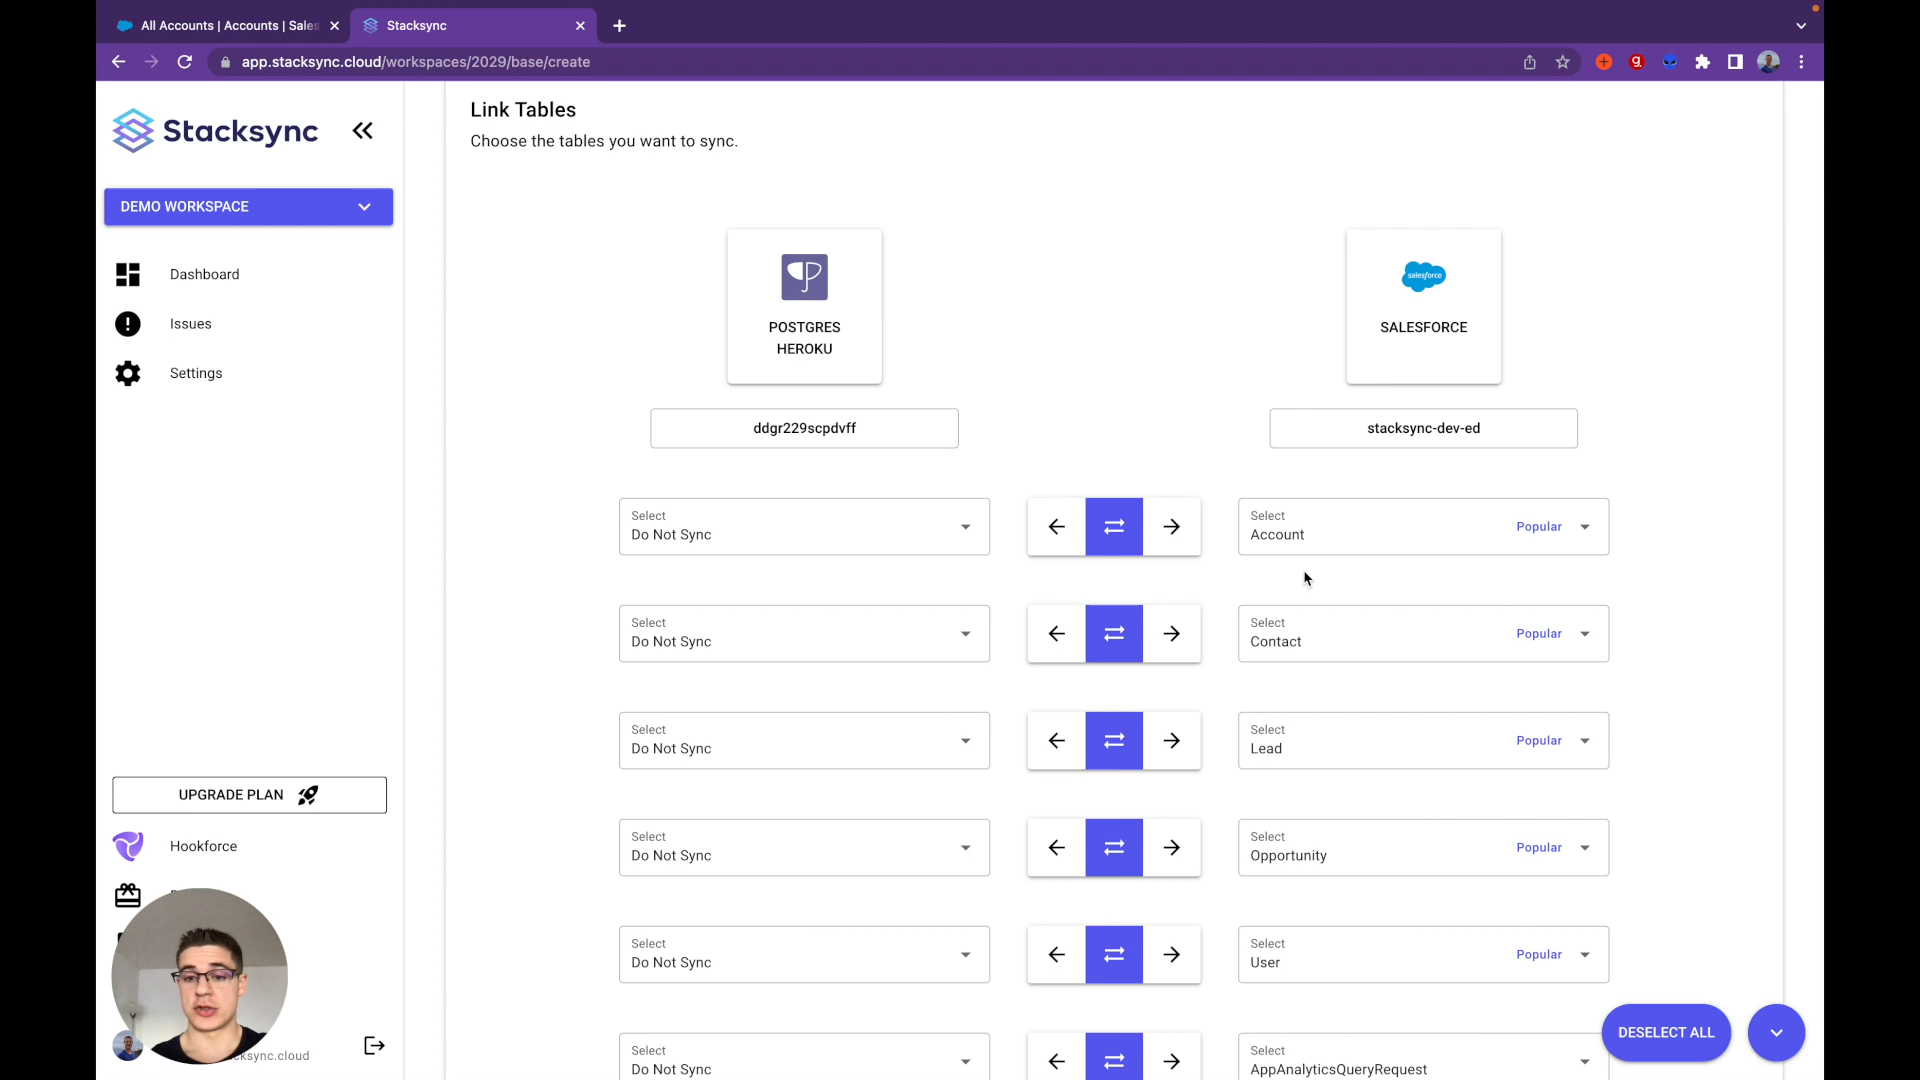 All Accounts | Accounts | Sales
Stacksync
app.stacksync.cloud/workspaces/2029/base/create
Stacksync
DEMO WORKSPACE
Dashboard
Issues
Settings
UPGRADE PLAN
Hookforce
cksync.cloud
Link Tables
Choose the tables you want to sync.
POSTGRES
HEROKU
salesforce
SALESFORCE
ddgr229scpdvff
stacksync-dev-ed
Select
Do Not Sync
Select
Account
Popular
Select
Do Not Sync
Select
Contact
Popular
Select
Do Not Sync
Select
Lead
Popular
Select
Do Not Sync
Select
Opportunity
Popular
Select
Do Not Sync
Select
User
Popular
Select
Do Not Sync
Select
AppAnalyticsQueryRequest
DESELECT ALL